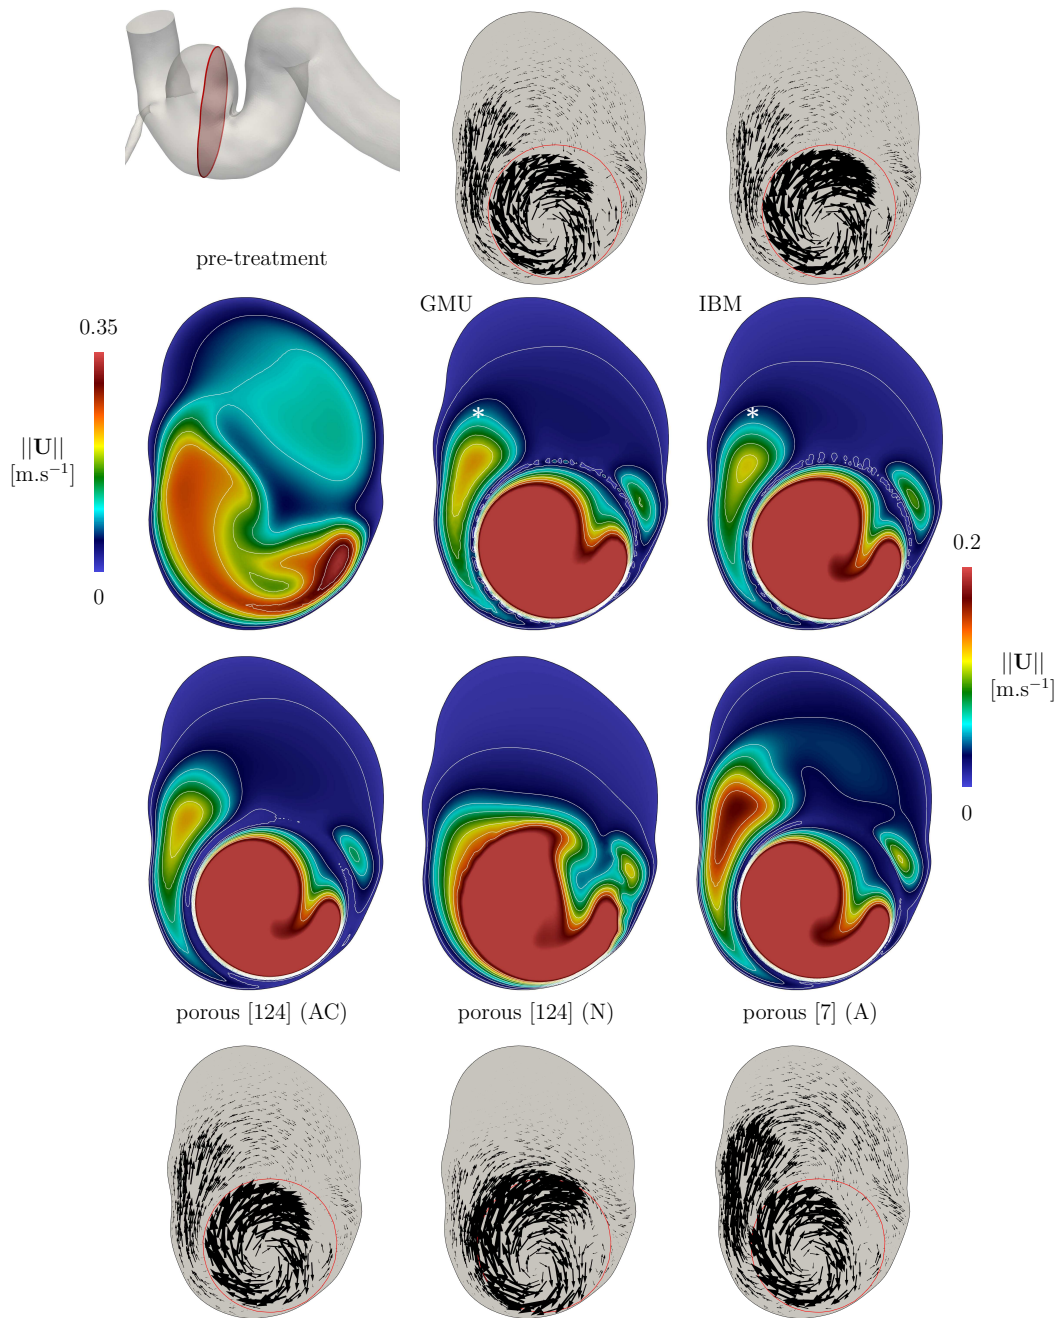 pre-treatment
GMU
IBM
0.35
||U||
[m.s⁻¹]
0
*
*
0.2
||U||
[m.s⁻¹]
0
porous [124] (AC)
porous [124] (N)
porous [7] (A)